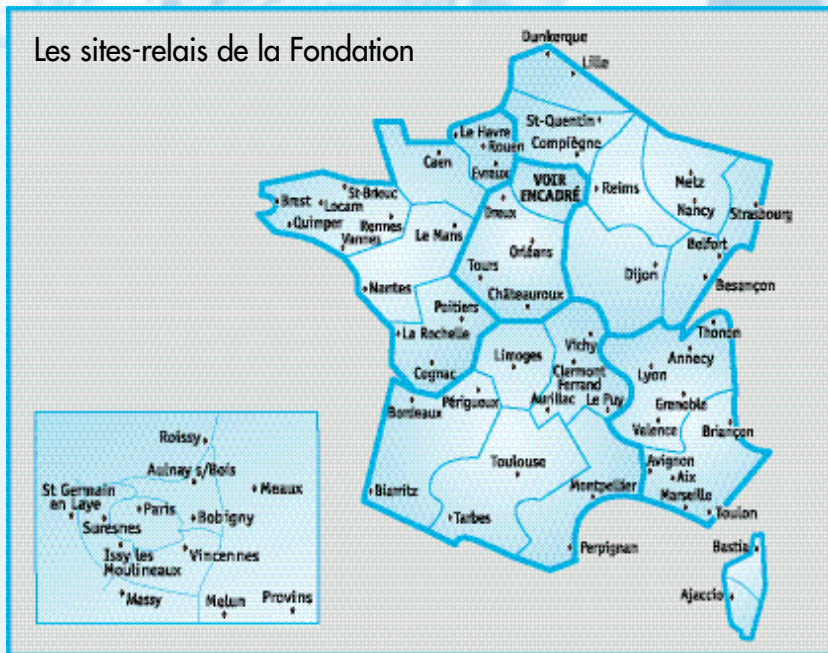 Les sites-relais de la Fondation
Dunkerque
Lille
St-Quentin
Compiègne
Le Havre
Rouen
Evreux
Caen
VOIR
ENCADRÉ
Reims
Metz
Nancy
Strasbourg
Brest
St-Brieuc
Locarn
Quimper
Rennes
Vannes
Le Mans
Dreux
Orléans
Tours
Châteauroux
Belfort
Dijon
Besançon
Nantes
Poitiers
La Rochelle
Cognac
Limoges
Vichy
Clermont
Ferrand
Aurillac
Le Puy
Thonon
Annecy
Lyon
Grenoble
Valence
Briançon
Périgueux
Bordeaux
Toulouse
Montpellier
Avignon
Aix
Marseille
Toulon
Biarritz
Tarbes
Perpignan
Bastia
Ajaccio
Roissy
Aulnay s/Bois
Meaux
St Germain
en Laye
Paris
Suresnes
Bobigny
Issy les
Moulineaux
Vincennes
Massy
Melun
Provins